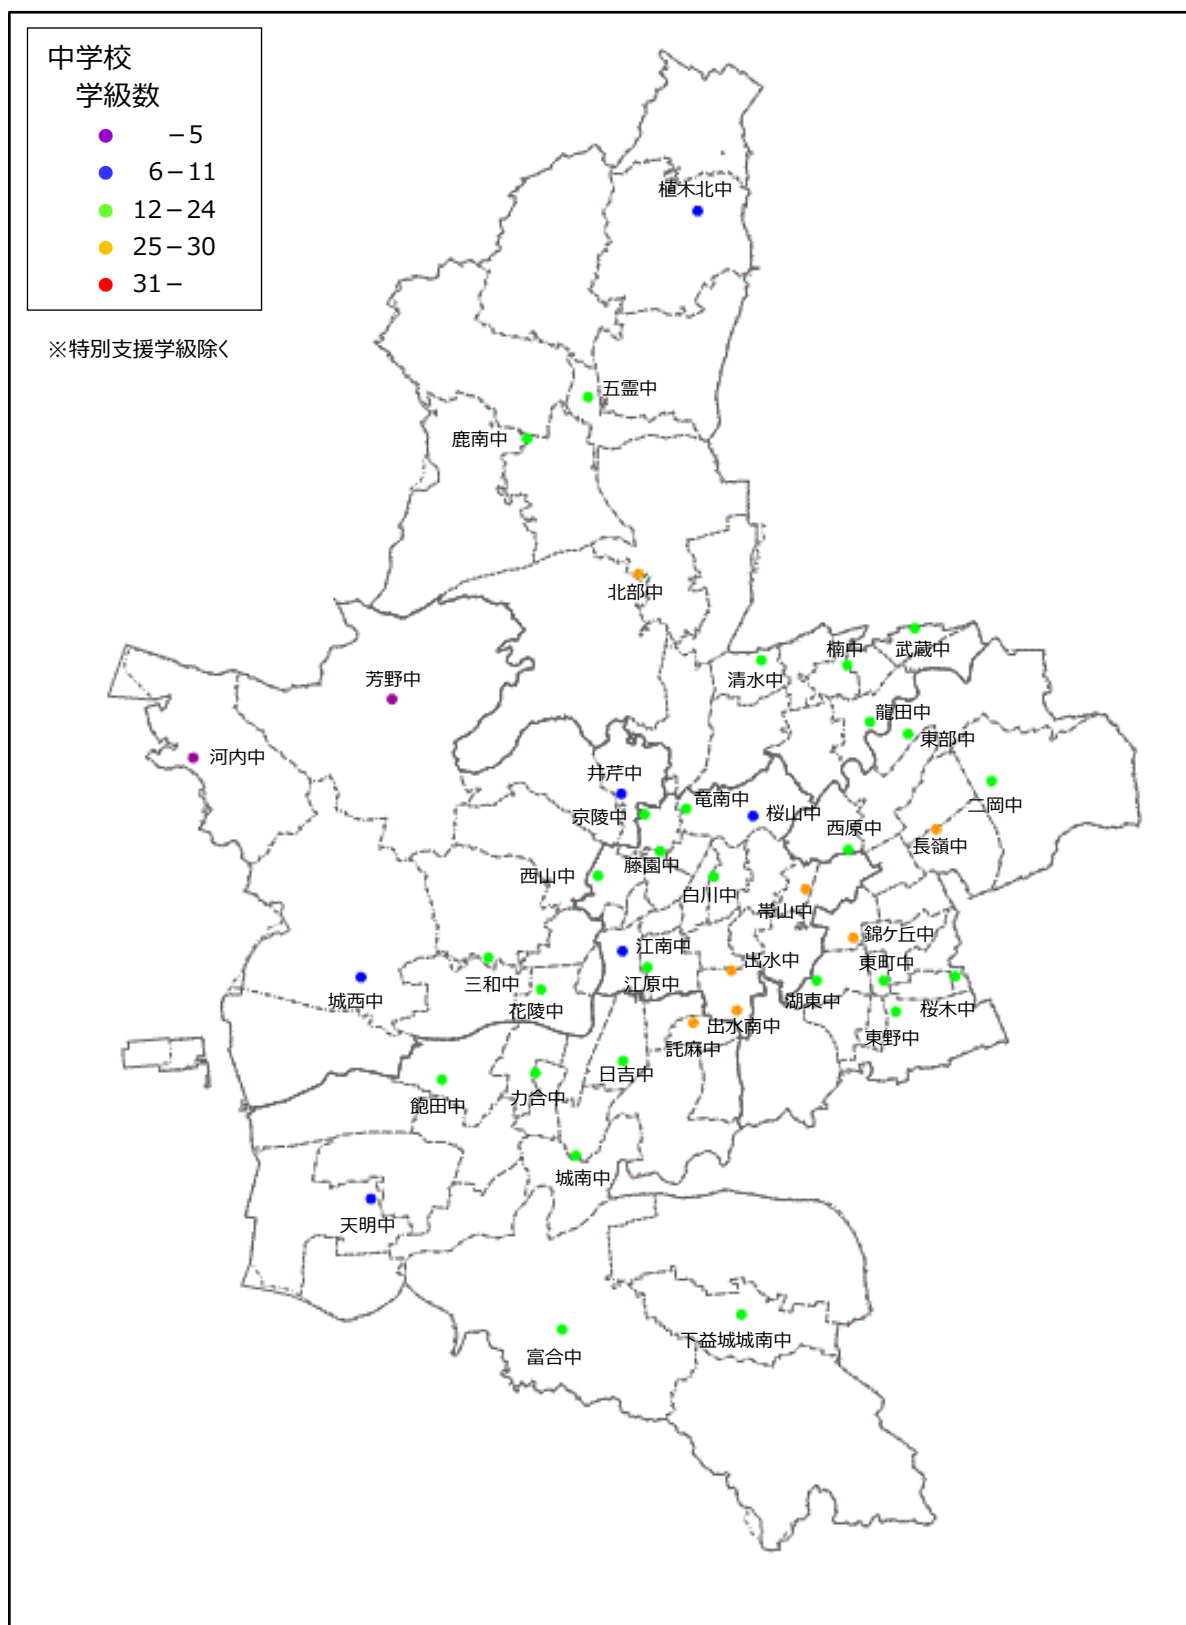 中学校
学級数
－5
6－11
12－24
25－30
31－
※特別支援学級除く
植木北中
五霊中
鹿南中
北部中
武蔵中
楠中
清水中
芳野中
龍田中
東部中
河内中
井芹中
竜南中
二岡中
京陵中
桜山中
西原中
長嶺中
藤園中
西山中
白川中
帯山中
錦ケ丘中
江南中
出水中
東町中
三和中
江原中
城西中
花陵中
湖東中
桜木中
出水南中
東野中
託麻中
日吉中
飽田中
力合中
城南中
天明中
下益城城南中
富合中